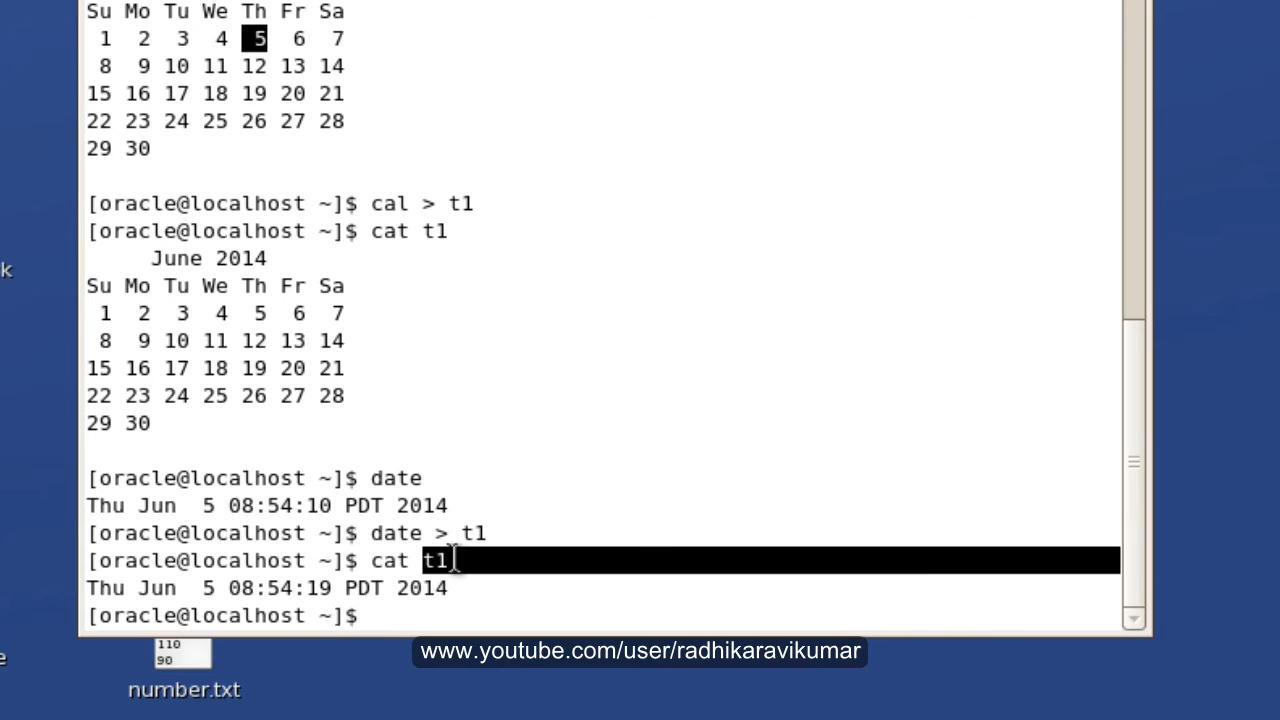 Su Mo Tu We Th Fr Sa
 1  2  3  4  5  6  7
 8  9 10 11 12 13 14
15 16 17 18 19 20 21
22 23 24 25 26 27 28
29 30
[oracle@localhost ~]$ cal > t1
[oracle@localhost ~]$ cat t1
     June 2014
Su Mo Tu We Th Fr Sa
 1  2  3  4  5  6  7
 8  9 10 11 12 13 14
15 16 17 18 19 20 21
22 23 24 25 26 27 28
29 30
[oracle@localhost ~]$ date
Thu Jun  5 08:54:10 PDT 2014
[oracle@localhost ~]$ date > t1
[oracle@localhost ~]$ cat t1
Thu Jun  5 08:54:19 PDT 2014
[oracle@localhost ~]$
k
e
110
90
number.txt
www.youtube.com/user/radhikaravikumar